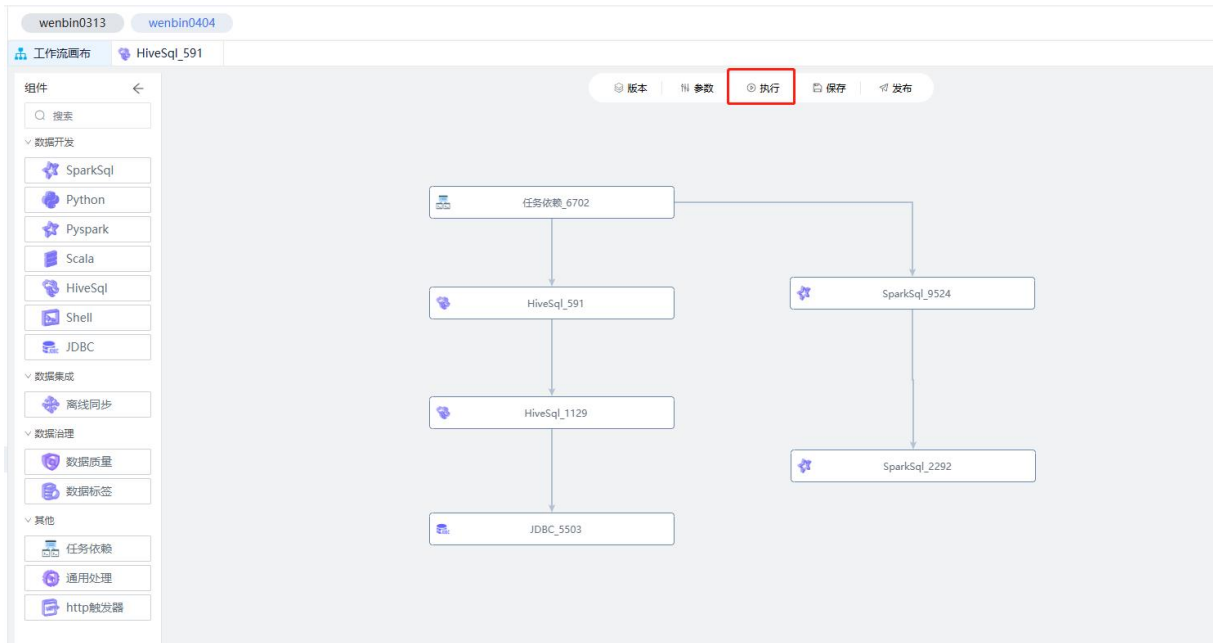 wenbin0313 wenbin0404
工作流画布 HiveSql_591
组件
搜索
数据开发
SparkSql
Python
Pyspark
Scala
HiveSql
Shell
JDBC
数据集成
离线同步
数据治理
数据质量
数据标签
其他
任务依赖
通用处理
http触发器
版本 参数 执行 保存 发布
任务依赖_6702
HiveSql_591
SparkSql_9524
HiveSql_1129
SparkSql_2292
JDBC_5503